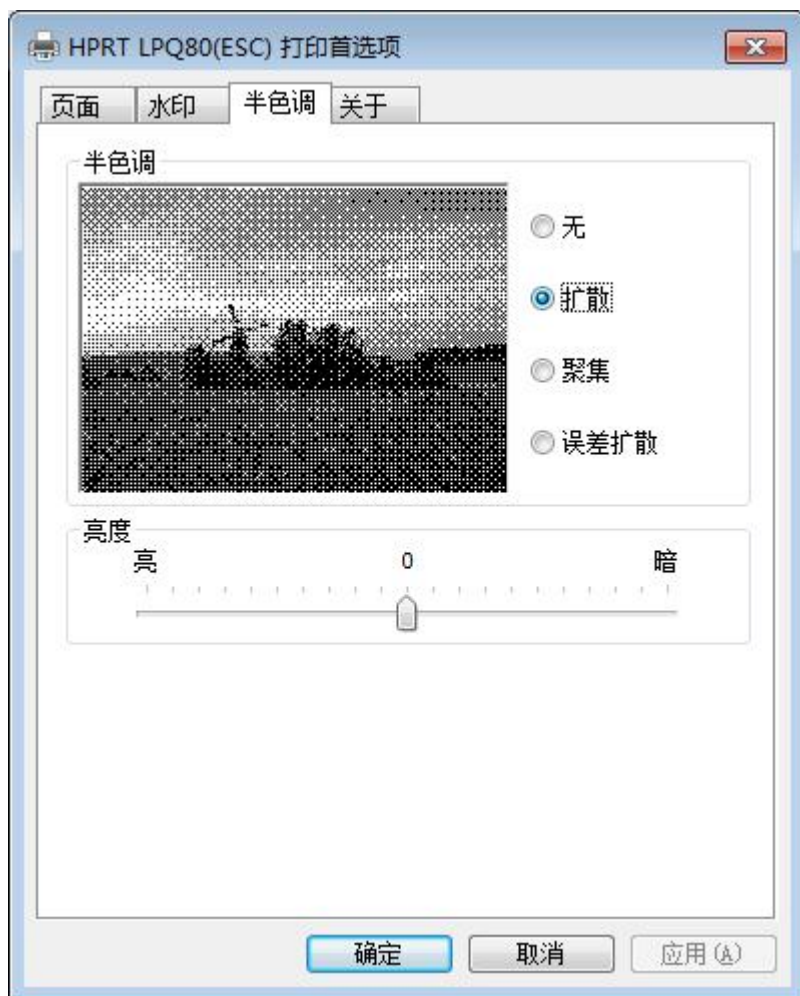 HPRT LPQ80(ESC) 打印首选项
页面 水印 半色调 关于
半色调
无
扩散
聚集
误差扩散
亮度
亮 0 暗
确定 取消 应用(A)